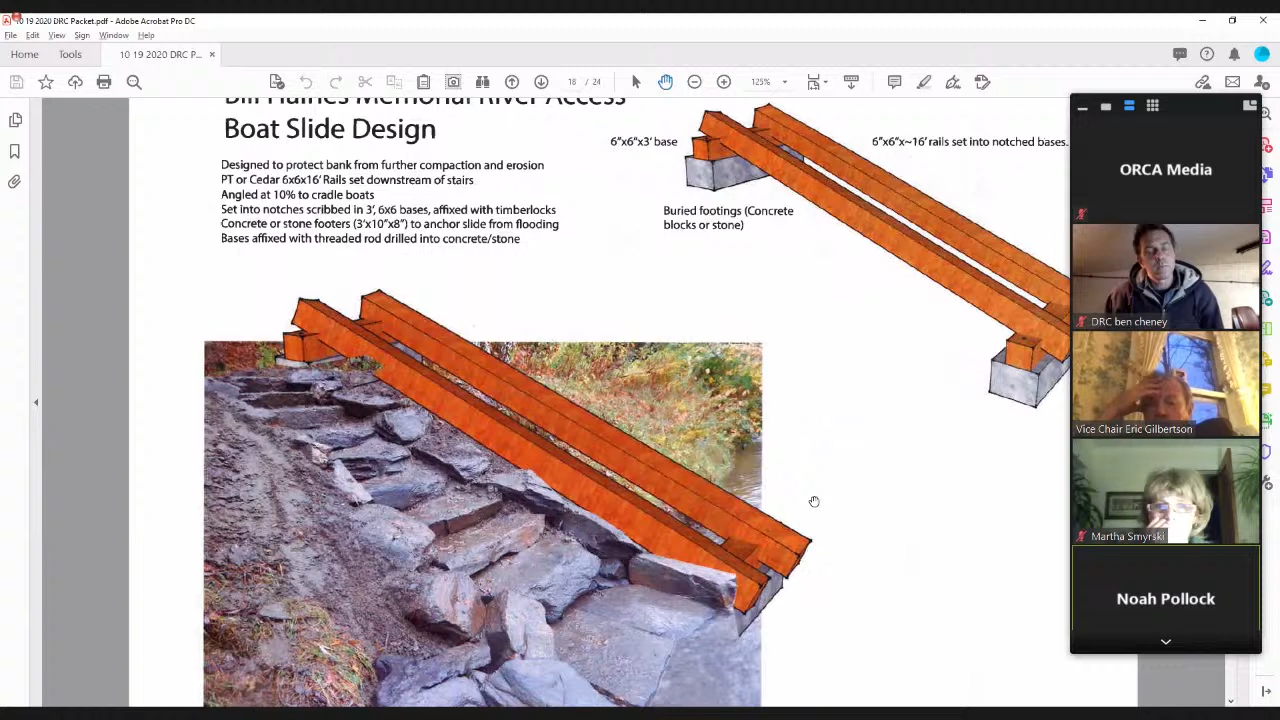 10 19 2020 DRC Packet.pdf - Adobe Acrobat Pro DC
File Edit View Sign Window Help
Home Tools 10 19 2020 DRC P... ×
18 / 24 125%
Bill Haines Memorial River Access
Boat Slide Design
Designed to protect bank from further compaction and erosion
PT or Cedar 6x6x16' Rails set downstream of stairs
Angled at 10% to cradle boats
Set into notches scribbed in 3', 6x6 bases, affixed with timberlocks
Concrete or stone footers (3'x10"x8") to anchor slide from flooding
Bases affixed with threaded rod drilled into concrete/stone
6"x6"x3' base
6"x6"x~16' rails set into notched bases.
Buried footings (Concrete
blocks or stone)
ORCA Media
DRC ben cheney
Vice Chair Eric Gilbertson
Martha Smyrski
Noah Pollock